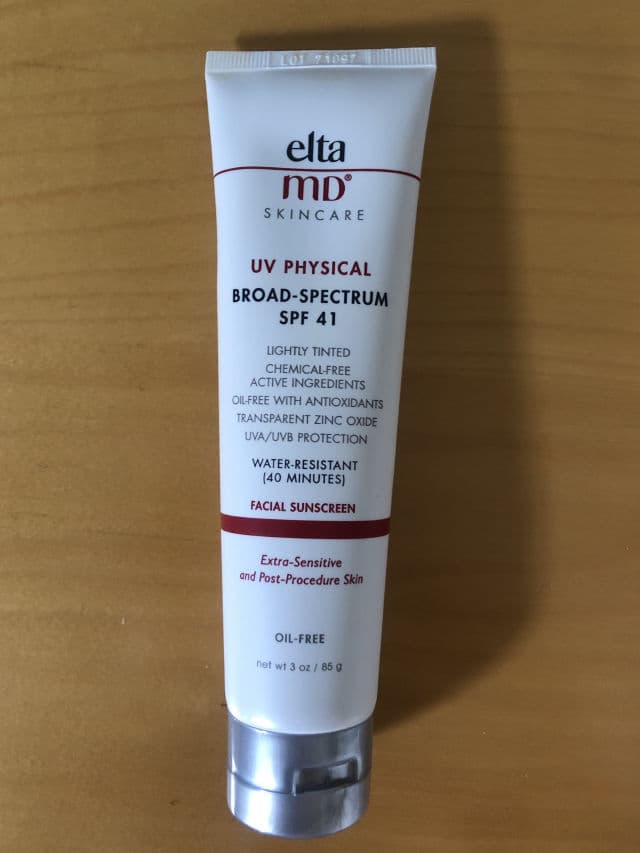 LOT 71097
elta
MD®
SKINCARE
UV PHYSICAL
BROAD-SPECTRUM
SPF 41
LIGHTLY TINTED
CHEMICAL-FREE
ACTIVE INGREDIENTS
OIL-FREE WITH ANTIOXIDANTS
TRANSPARENT ZINC OXIDE
UVA/UVB PROTECTION
WATER-RESISTANT
(40 MINUTES)
FACIAL SUNSCREEN
Extra-Sensitive
and Post-Procedure Skin
OIL-FREE
net wt 3 oz / 85 g